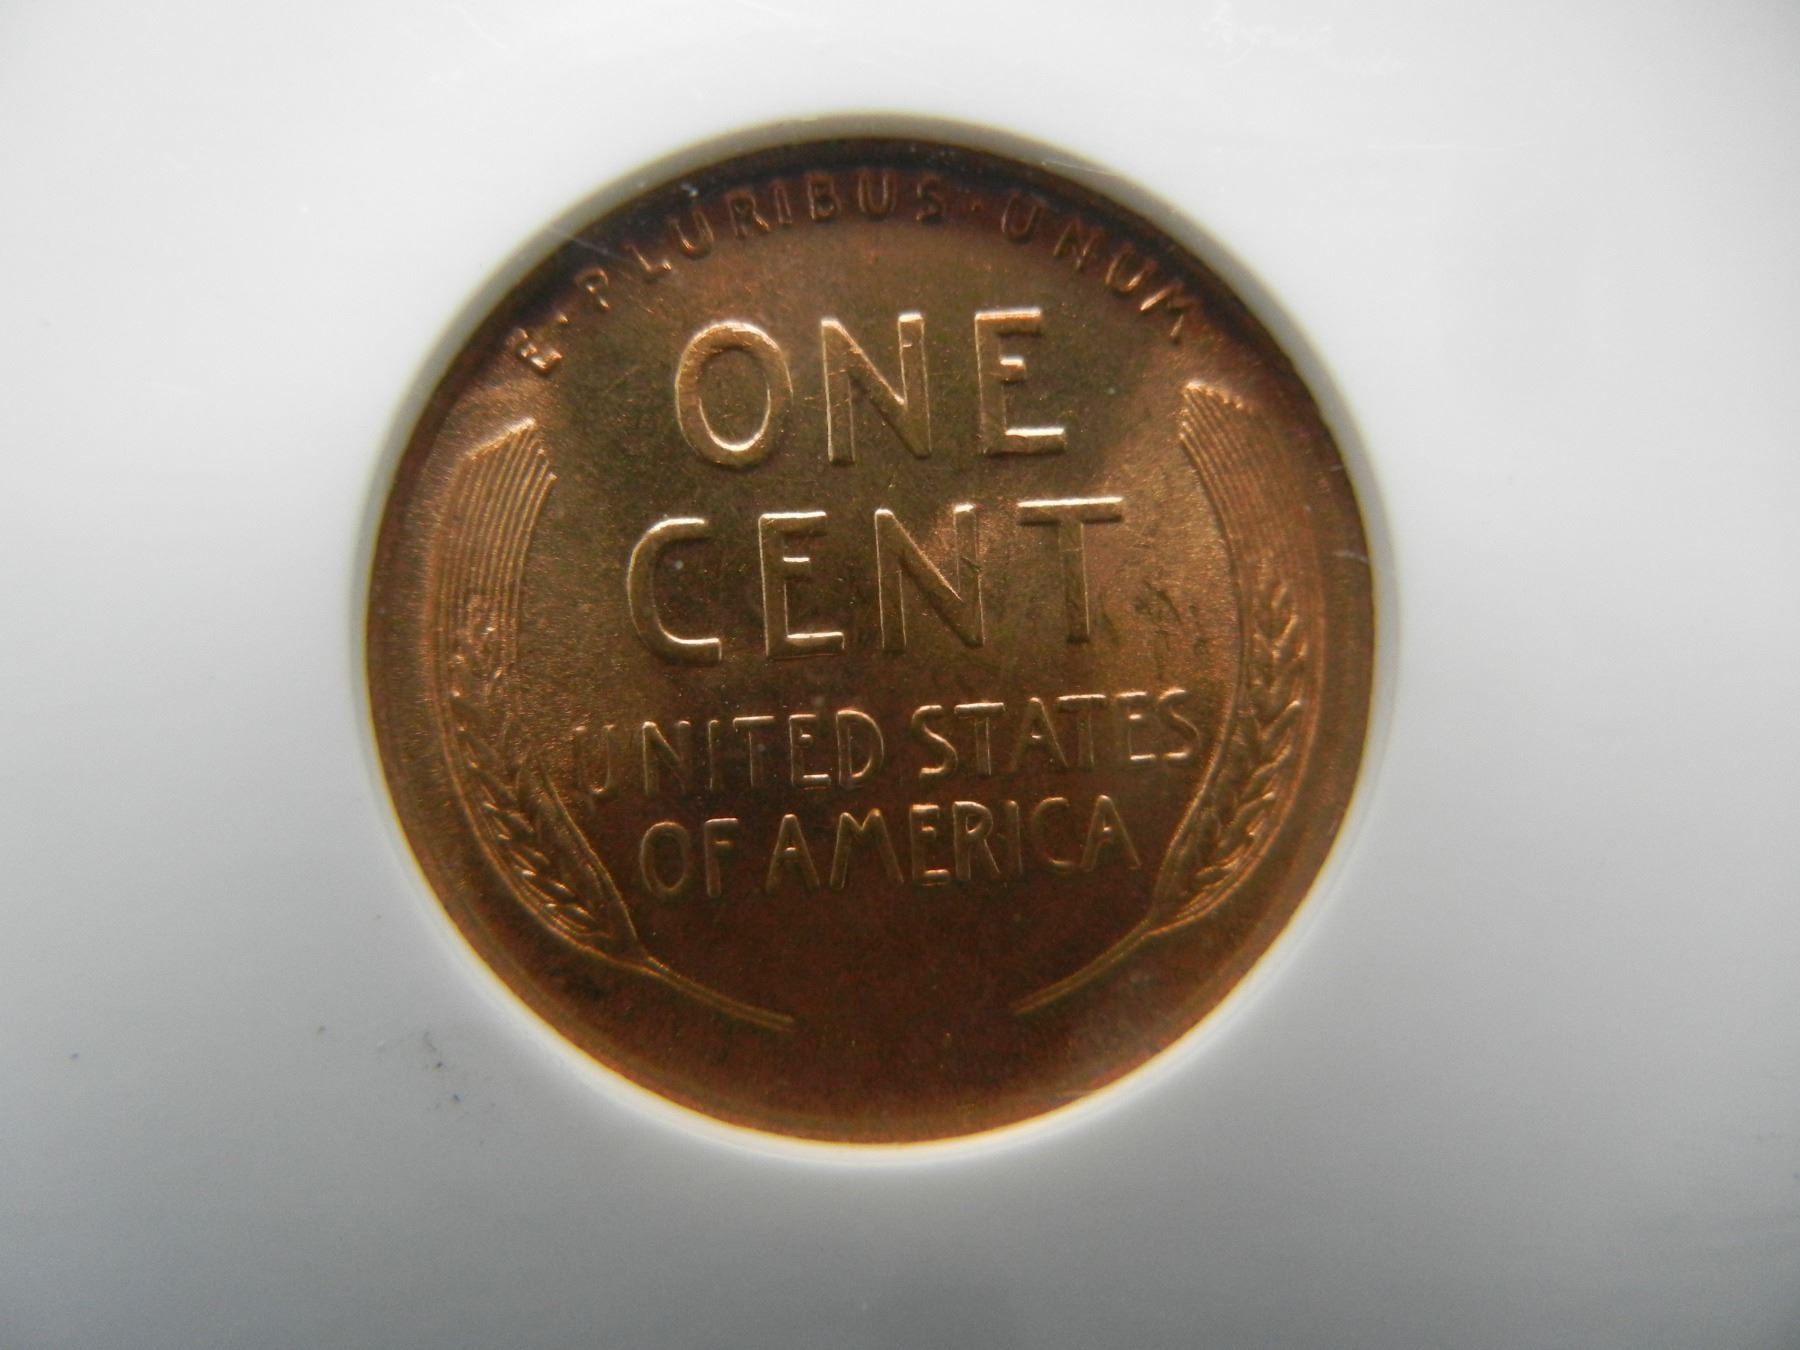 E · PLURIBUS · UNUM
ONE
CENT
UNITED STATES
OF AMERICA